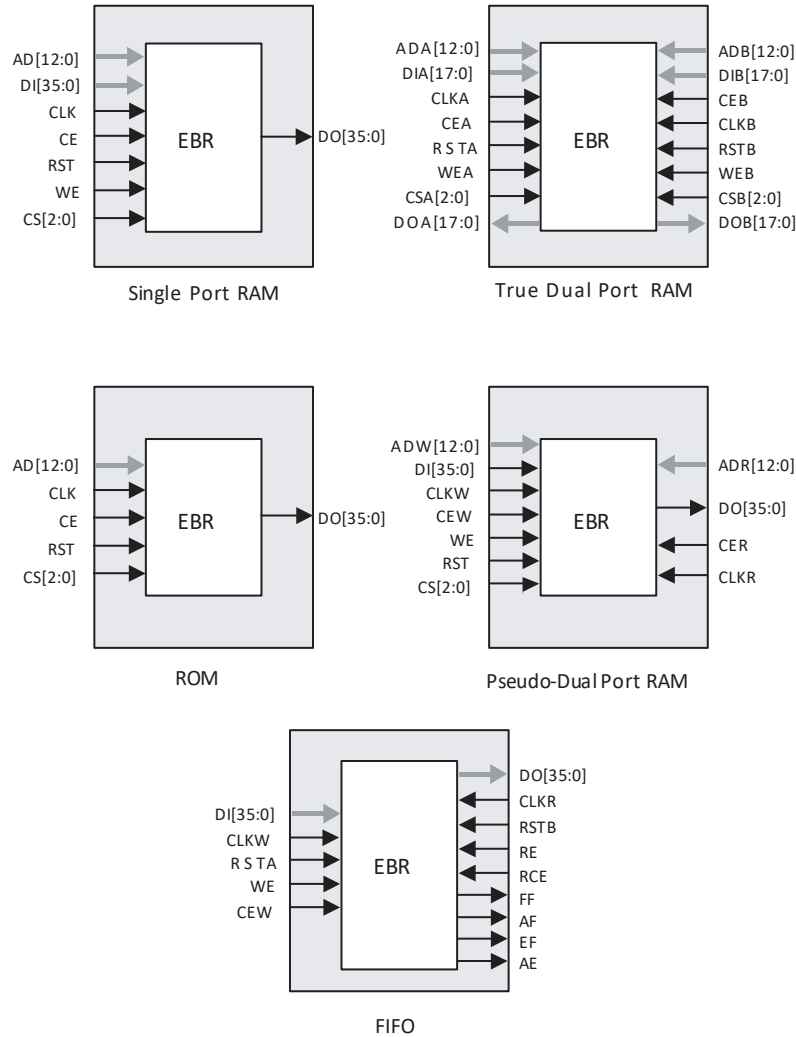 AD[12:0]
DI[35:0]
CLK
CE
RST
WE
CS[2:0]
EBR
DO[35:0]
Single Port RAM
ADA[12:0]
DIA[17:0]
CLKA
CEA
R S TA
WEA
CSA[2:0]
DOA[17:0]
EBR
ADB[12:0]
DIB[17:0]
CEB
CLKB
RSTB
WEB
CSB[2:0]
DOB[17:0]
True Dual Port RAM
AD[12:0]
CLK
CE
RST
CS[2:0]
EBR
DO[35:0]
ROM
ADW[12:0]
DI[35:0]
CLKW
CEW
WE
RST
CS[2:0]
EBR
ADR[12:0]
DO[35:0]
CER
CLKR
Pseudo-Dual Port RAM
DI[35:0]
CLKW
R S TA
WE
CEW
EBR
DO[35:0]
CLKR
RSTB
RE
RCE
FF
AF
EF
AE
FIFO